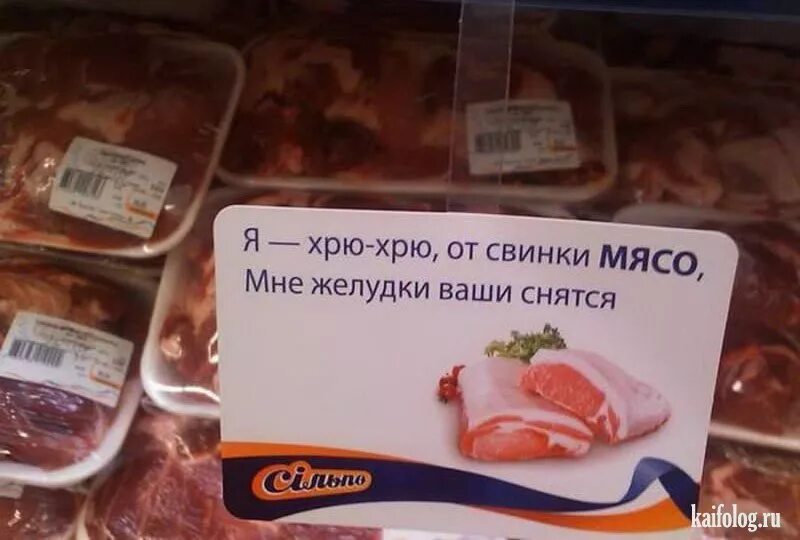 Я — хрю-хрю, от свинки МЯСО,
Мне желудки ваши снятся
Сільпо
kaifolog.ru